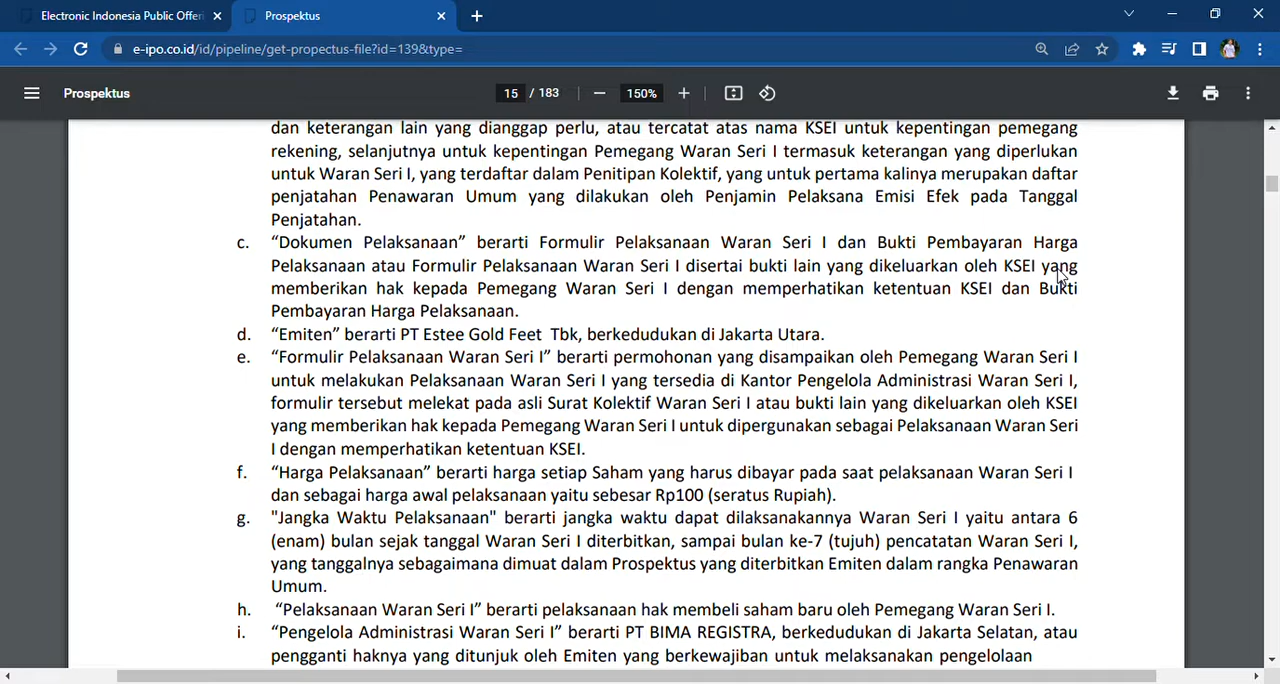 Electronic Indonesia Public Offeri
Prospektus
e-ipo.co.id/id/pipeline/get-propectus-file?id=139&type=
Prospektus
15 / 183
150%
dan keterangan lain yang dianggap perlu, atau tercatat atas nama KSEI untuk kepentingan pemegang
rekening, selanjutnya untuk kepentingan Pemegang Waran Seri I termasuk keterangan yang diperlukan
untuk Waran Seri I, yang terdaftar dalam Penitipan Kolektif, yang untuk pertama kalinya merupakan daftar
penjatahan Penawaran Umum yang dilakukan oleh Penjamin Pelaksana Emisi Efek pada Tanggal
Penjatahan.
c. “Dokumen Pelaksanaan” berarti Formulir Pelaksanaan Waran Seri I dan Bukti Pembayaran Harga
Pelaksanaan atau Formulir Pelaksanaan Waran Seri I disertai bukti lain yang dikeluarkan oleh KSEI yang
memberikan hak kepada Pemegang Waran Seri I dengan memperhatikan ketentuan KSEI dan Bukti
Pembayaran Harga Pelaksanaan.
d. “Emiten” berarti PT Estee Gold Feet Tbk, berkedudukan di Jakarta Utara.
e. “Formulir Pelaksanaan Waran Seri I” berarti permohonan yang disampaikan oleh Pemegang Waran Seri I
untuk melakukan Pelaksanaan Waran Seri I yang tersedia di Kantor Pengelola Administrasi Waran Seri I,
formulir tersebut melekat pada asli Surat Kolektif Waran Seri I atau bukti lain yang dikeluarkan oleh KSEI
yang memberikan hak kepada Pemegang Waran Seri I untuk dipergunakan sebagai Pelaksanaan Waran Seri
I dengan memperhatikan ketentuan KSEI.
f. “Harga Pelaksanaan” berarti harga setiap Saham yang harus dibayar pada saat pelaksanaan Waran Seri I
dan sebagai harga awal pelaksanaan yaitu sebesar Rp100 (seratus Rupiah).
g. "Jangka Waktu Pelaksanaan" berarti jangka waktu dapat dilaksanakannya Waran Seri I yaitu antara 6
(enam) bulan sejak tanggal Waran Seri I diterbitkan, sampai bulan ke-7 (tujuh) pencatatan Waran Seri I,
yang tanggalnya sebagaimana dimuat dalam Prospektus yang diterbitkan Emiten dalam rangka Penawaran
Umum.
h. “Pelaksanaan Waran Seri I” berarti pelaksanaan hak membeli saham baru oleh Pemegang Waran Seri I.
i. “Pengelola Administrasi Waran Seri I” berarti PT BIMA REGISTRA, berkedudukan di Jakarta Selatan, atau
pengganti haknya yang ditunjuk oleh Emiten yang berkewajiban untuk melaksanakan pengelolaan